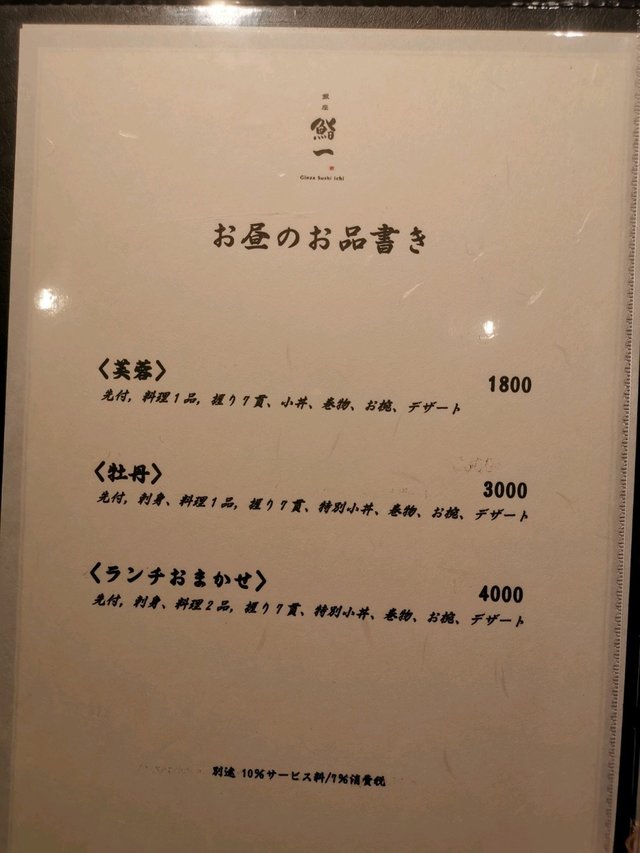 銀座
鮨
一
Ginza Sushi ichi
お昼のお品書き
〈芙蓉〉
1800
先付, 料理1品, 握り7貫、小丼、巻物、お椀、デザート
〈牡丹〉
3000
先付, 刺身、料理1品, 握り7貫、特別小丼、巻物、お椀、デザート
〈ランチおまかせ〉
4000
先付, 刺身、料理2品, 握り7貫、特別小丼、巻物、お椀、デザート
別途 10%サービス料/7%消費税